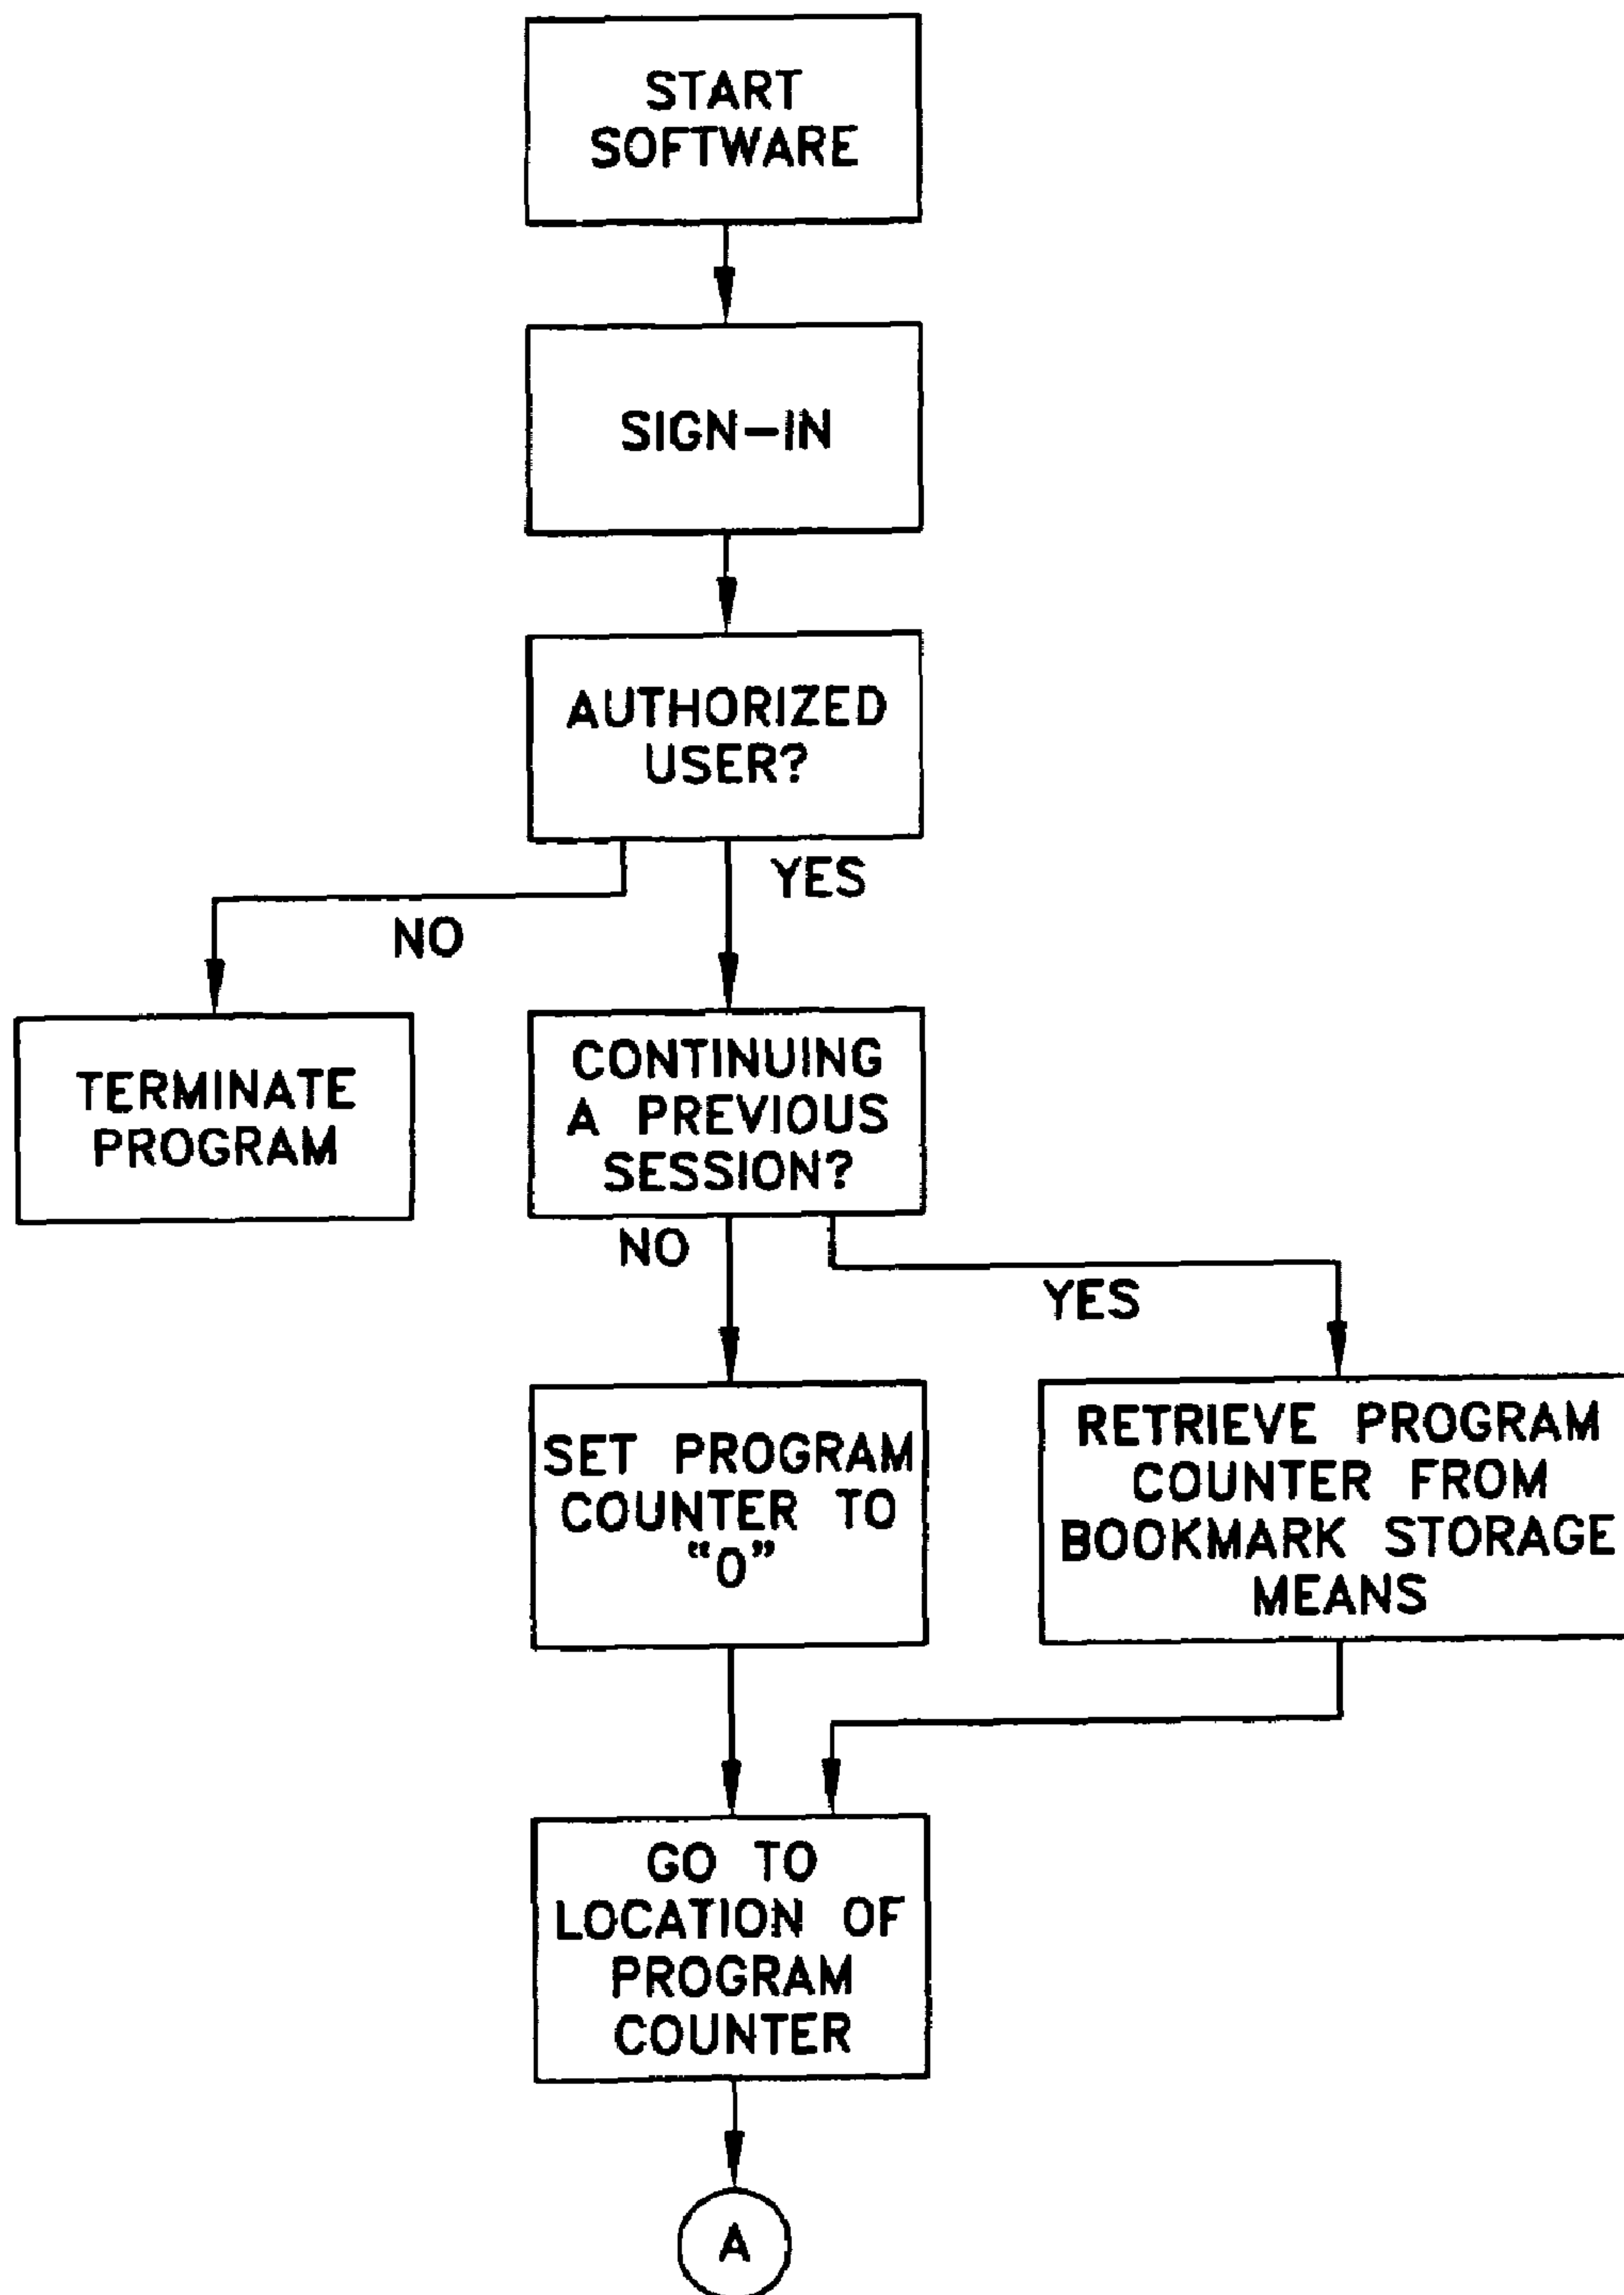 START
SOFTWARE
SIGN-IN
AUTHORIZED
USER?
YES
NO
TERMINATE
PROGRAM
CONTINUING
A PREVIOUS
SESSION?
NO
YES
SET PROGRAM
COUNTER TO
"0"
RETRIEVE PROGRAM
COUNTER FROM
BOOKMARK STORAGE
MEANS
GO TO
LOCATION OF
PROGRAM
COUNTER
A